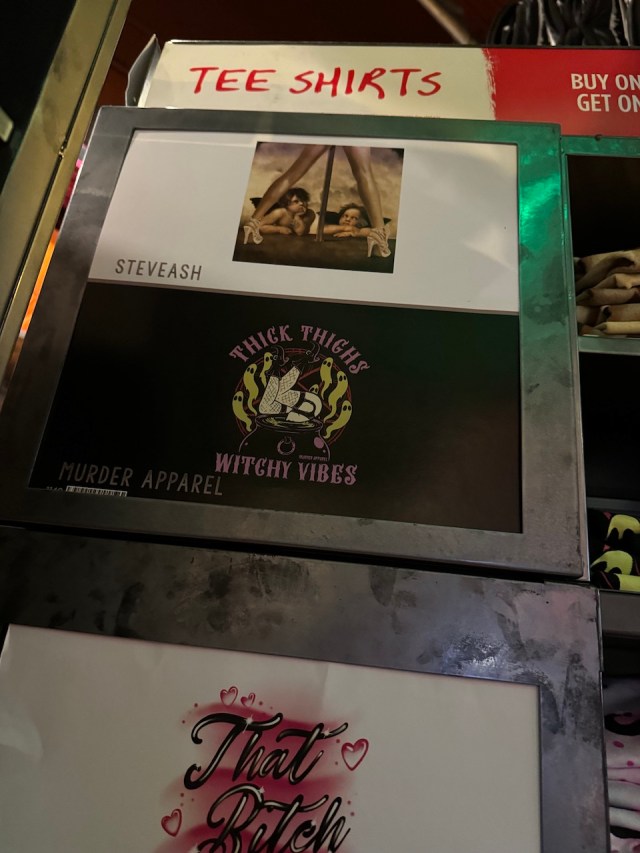 TEE SHIRTS
BUY ON
GET ON
STEVEASH
THICK THIGHS
WITCHY VIBES
MURDER APPAREL
That
Bitch